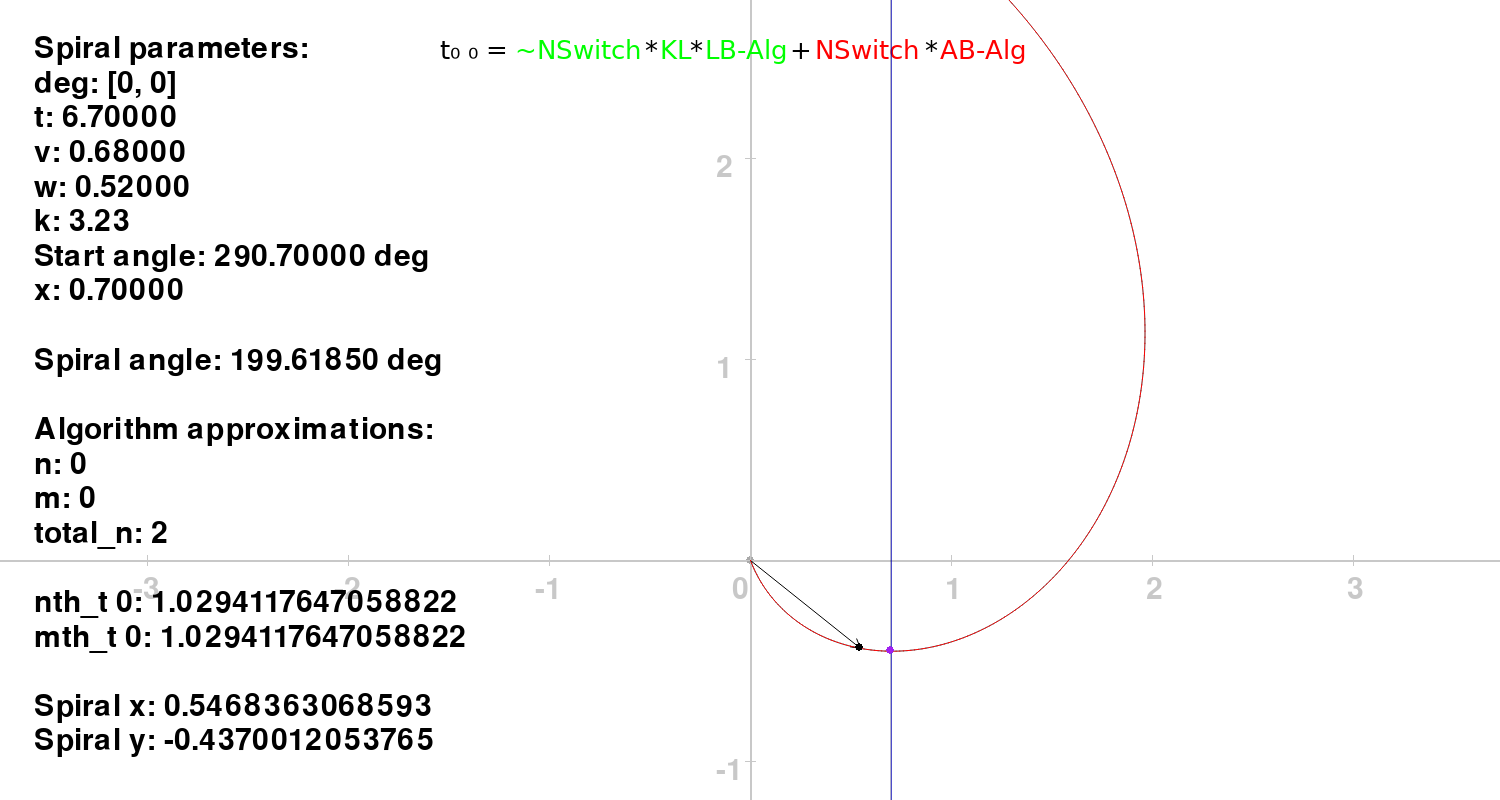 Spiral parameters:
t₀ ₀ = ~NSwitch*KL*LB-Alg+NSwitch*AB-Alg
deg: [0, 0]
t: 6.70000
v: 0.68000
w: 0.52000
k: 3.23
Start angle: 290.70000 deg
x: 0.70000
Spiral angle: 199.61850 deg
Algorithm approximations:
n: 0
m: 0
total_n: 2
nth_t 0: 1.0294117647058822
mth_t 0: 1.0294117647058822
Spiral x: 0.5468363068593
Spiral y: -0.4370012053765
2
1
-3
-2
-1
0
1
2
3
-1